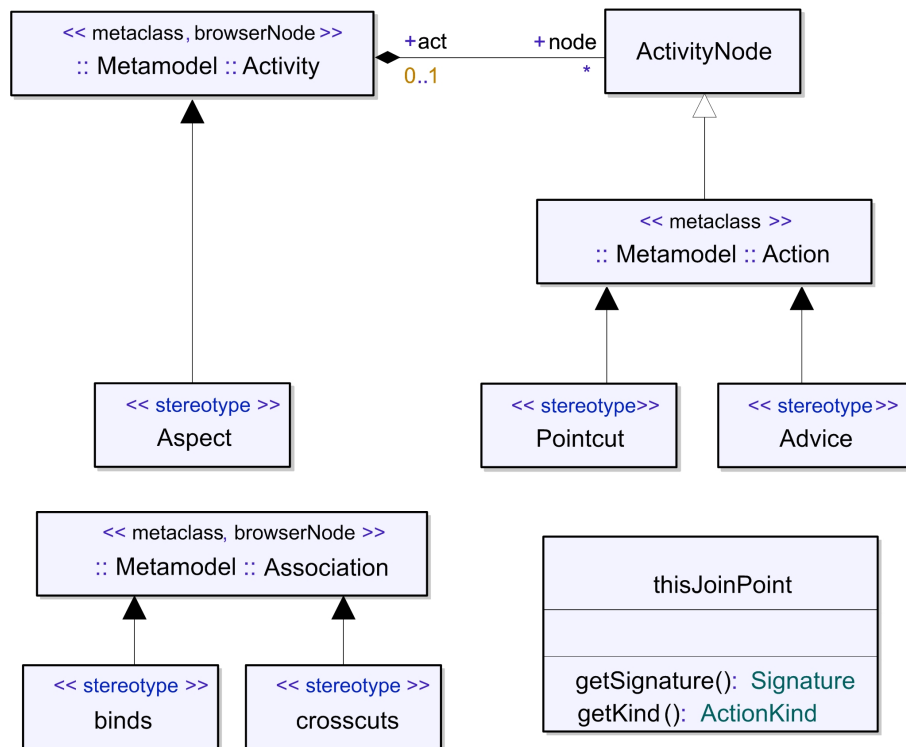 << metaclass, browserNode >>
:: Metamodel :: Activity
+act
0..1
+node
*
ActivityNode
<< metaclass >>
:: Metamodel :: Action
<< stereotype >>
Aspect
<< stereotype>>
Pointcut
<< stereotype>>
Advice
<< metaclass, browserNode >>
:: Metamodel :: Association
<< stereotype >>
binds
<< stereotype >>
crosscuts
thisJoinPoint
getSignature(): Signature
getKind(): ActionKind